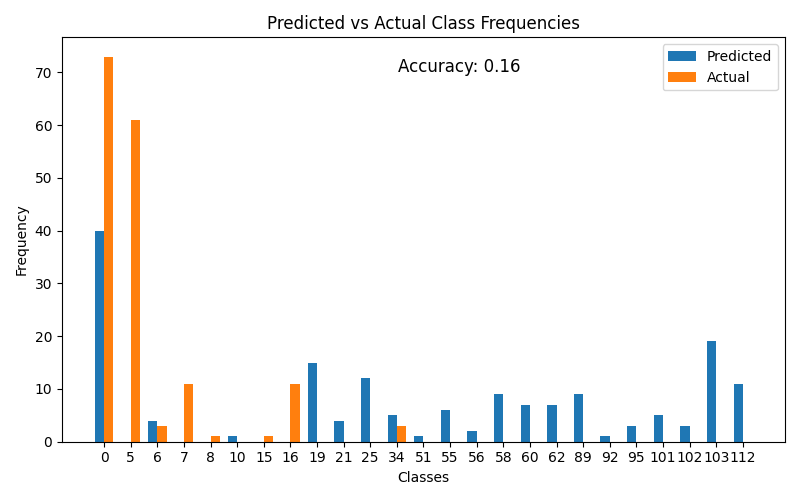 Predicted vs Actual Class Frequencies
Accuracy: 0.16
Predicted
Actual
70
60
50
40
30
20
10
0
Frequency
0 5 6 7 8 10 15 16 19 21 25 34 51 55 56 58 60 62 89 92 95 101 102 103 112
Classes